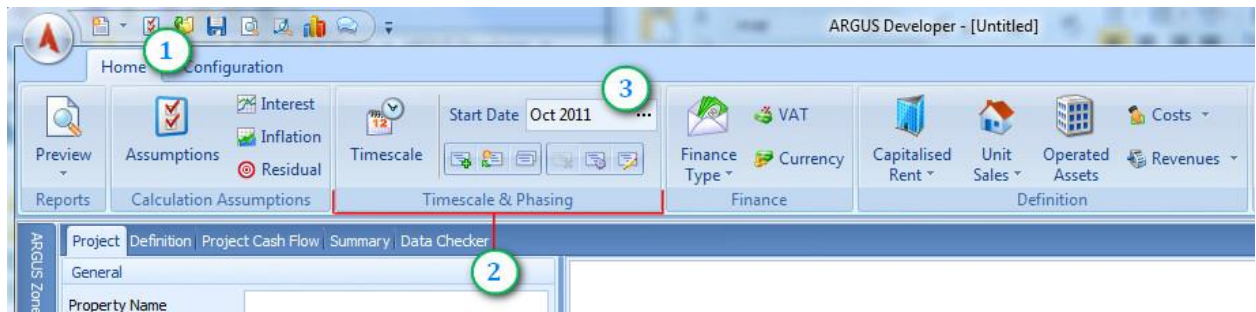 ARGUS Developer - [Untitled]
1
Home Configuration
3
Preview
Reports
Assumptions
Interest
Inflation
Residual
Calculation Assumptions
12
Timescale
Start Date Oct 2011 ...
Timescale & Phasing
Finance
Type
VAT
Currency
Finance
Capitalised
Rent
Unit
Sales
Operated
Assets
Costs
Revenues
Definition
ARGUS Zone
Project Definition Project Cash Flow Summary Data Checker
2
General
Property Name